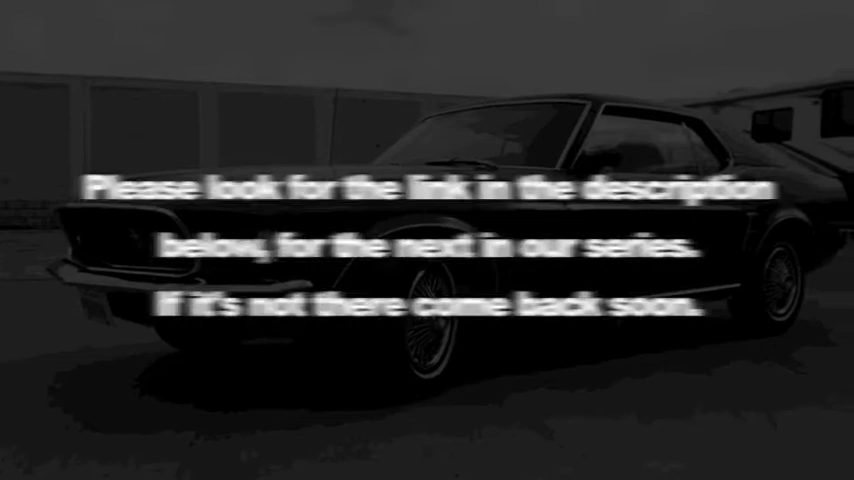 Please look for the link in the description
below, for the next in our series.
If it's not there come back soon.